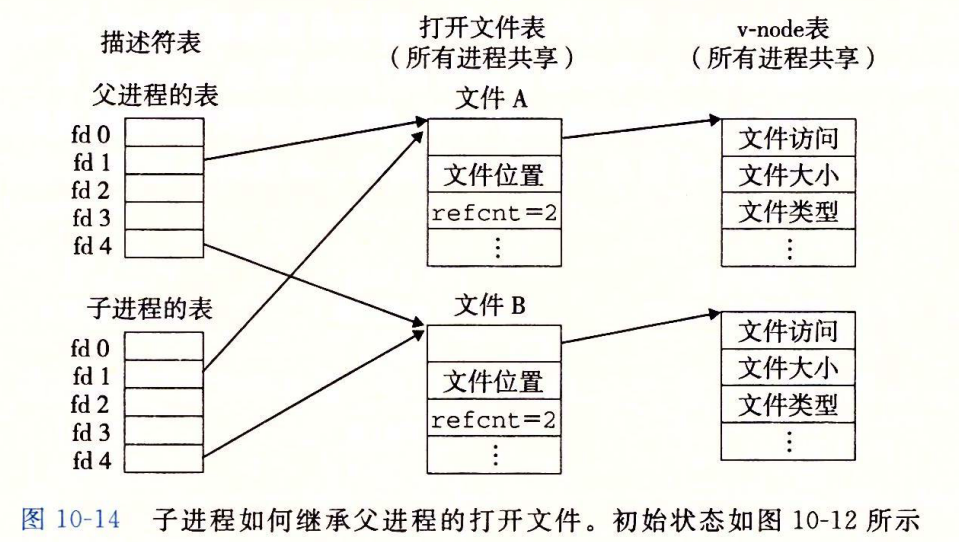 描述符表
打开文件表
（所有进程共享）
v-node表
（所有进程共享）
父进程的表
fd 0
fd 1
fd 2
fd 3
fd 4
文件 A
文件位置
refcnt=2
⋮
文件访问
文件大小
文件类型
⋮
子进程的表
fd 0
fd 1
fd 2
fd 3
fd 4
文件 B
文件位置
refcnt=2
⋮
文件访问
文件大小
文件类型
⋮
图 10-14 子进程如何继承父进程的打开文件。初始状态如图 10-12 所示